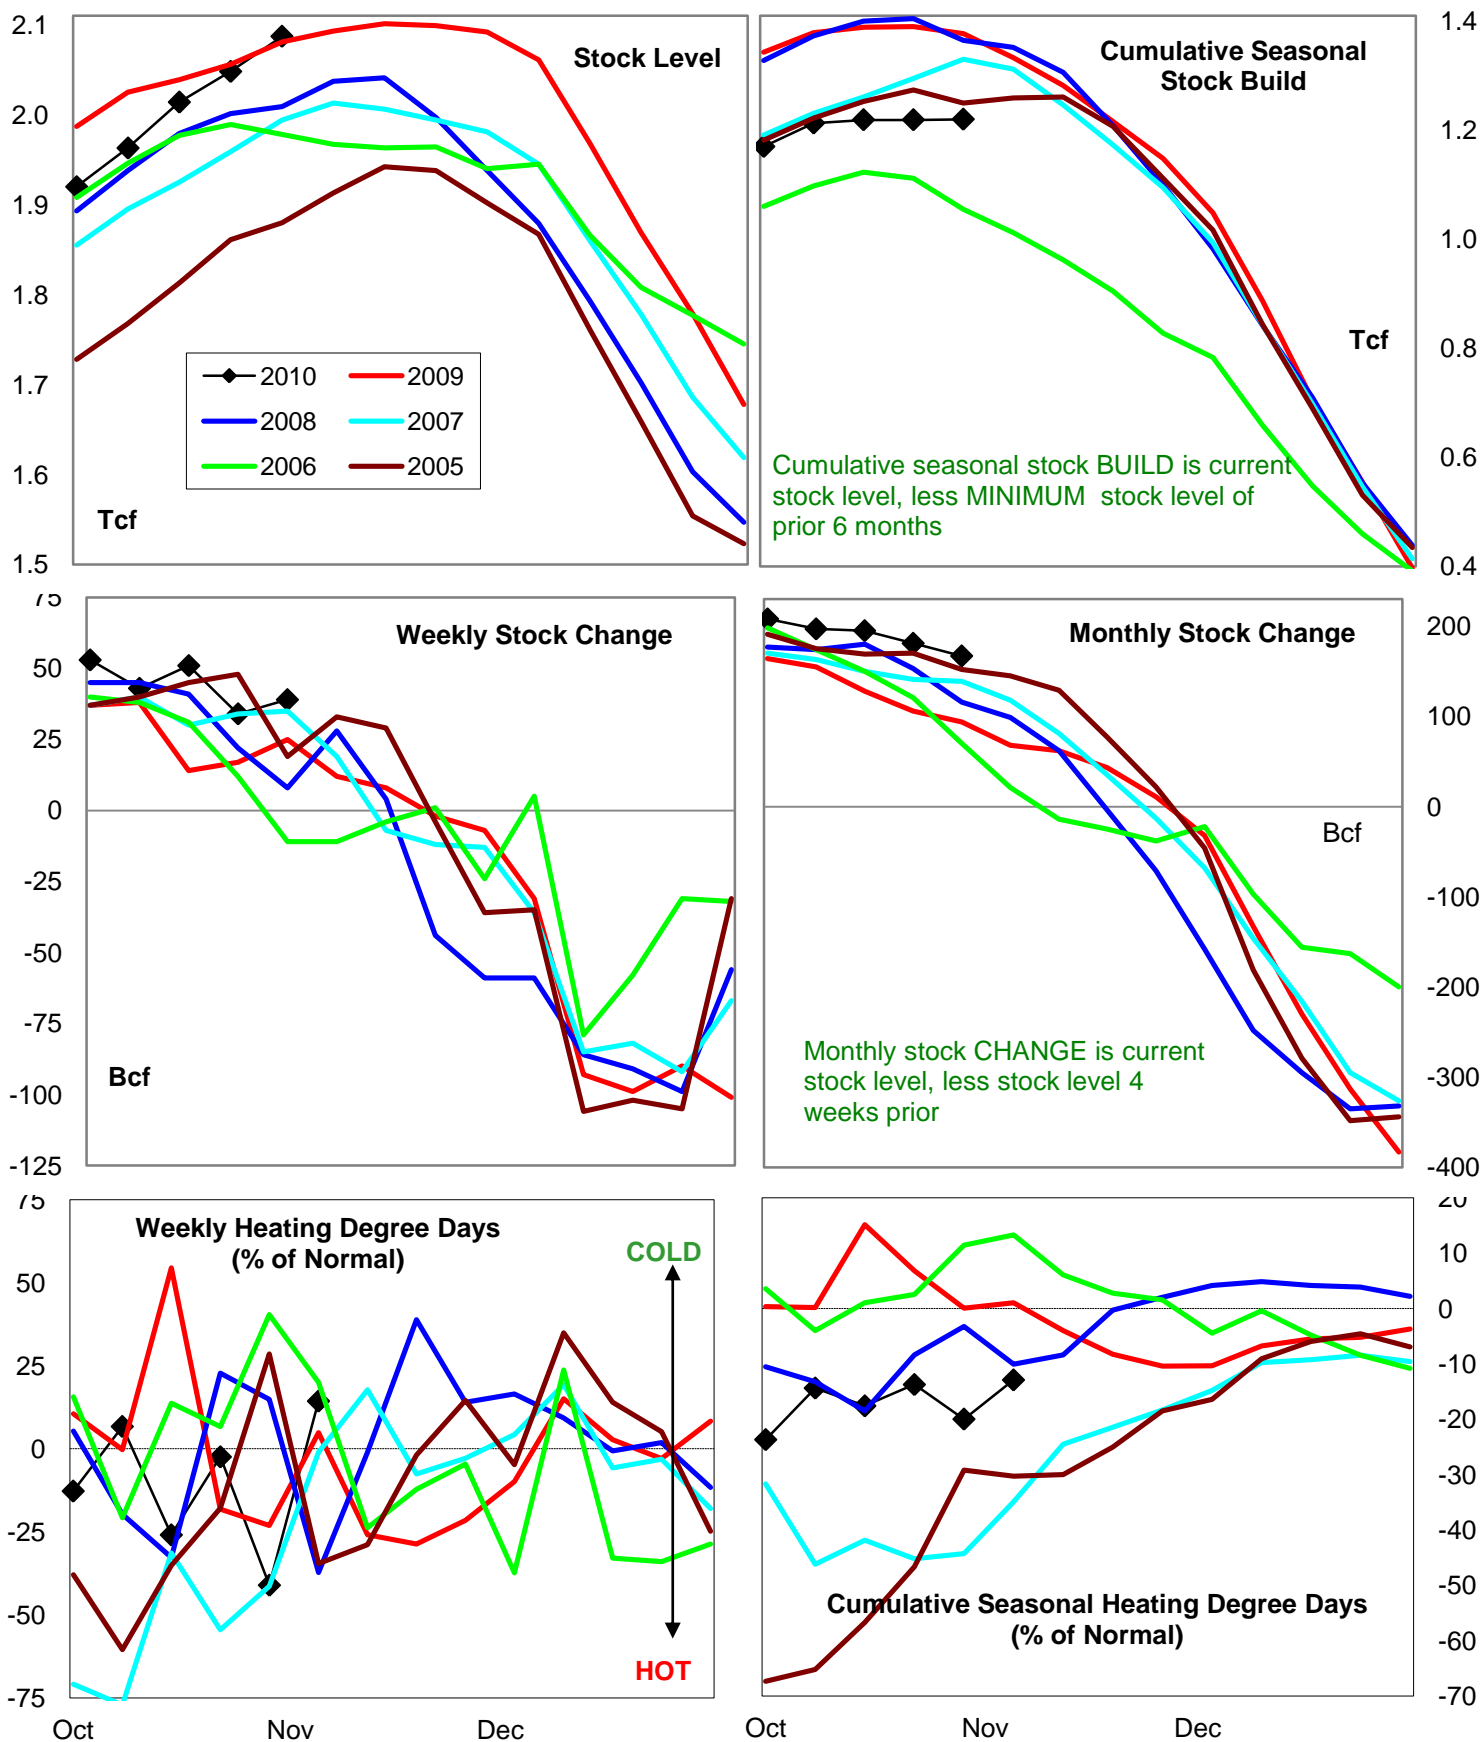 2.1
2.0
1.9
1.8
1.7
1.6
1.5
Stock Level
2010
2009
2008
2007
2006
2005
Tcf
1.4
1.2
1.0
0.8
0.6
0.4
Cumulative Seasonal
Stock Build
Tcf
Cumulative seasonal stock BUILD is current
stock level, less MINIMUM stock level of
prior 6 months
75
50
25
0
-25
-50
-75
-100
-125
Weekly Stock Change
Bcf
200
100
0
-100
-200
-300
-400
Monthly Stock Change
Bcf
Monthly stock CHANGE is current
stock level, less stock level 4
weeks prior
75
50
25
0
-25
-50
-75
Weekly Heating Degree Days
(% of Normal)
COLD
HOT
Oct
Nov
Dec
20
10
0
-10
-20
-30
-40
-50
-60
-70
Cumulative Seasonal Heating Degree Days
(% of Normal)
Oct
Nov
Dec